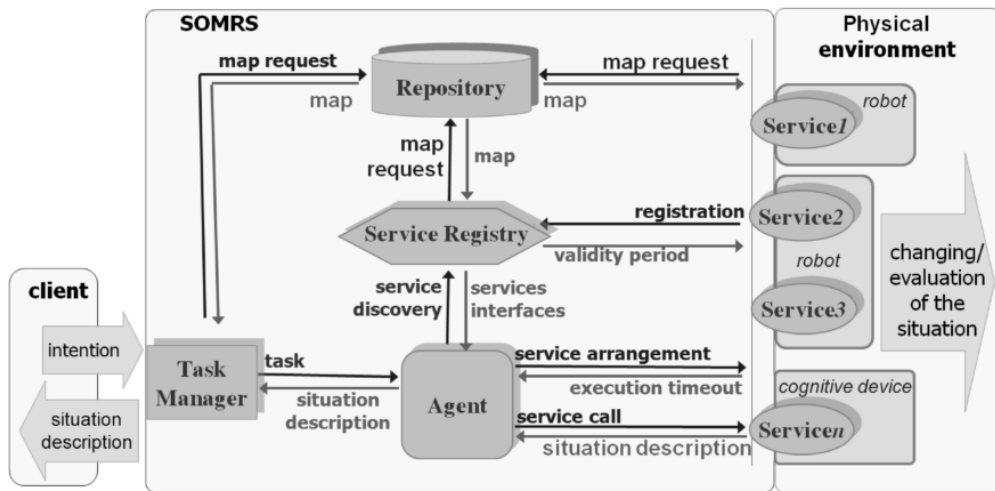 SOMRS
Physical
environment
map request
map request
map
Repository
map
robot
Service1
map
request
map
registration
Service2
Service Registry
validity period
robot
changing/
evaluation
of the
situation
client
service
discovery
services
interfaces
Service3
intention
Task
Manager
task
service arrangement
execution timeout
cognitive device
situation
description
situation
description
Agent
service call
situation description
Servicen